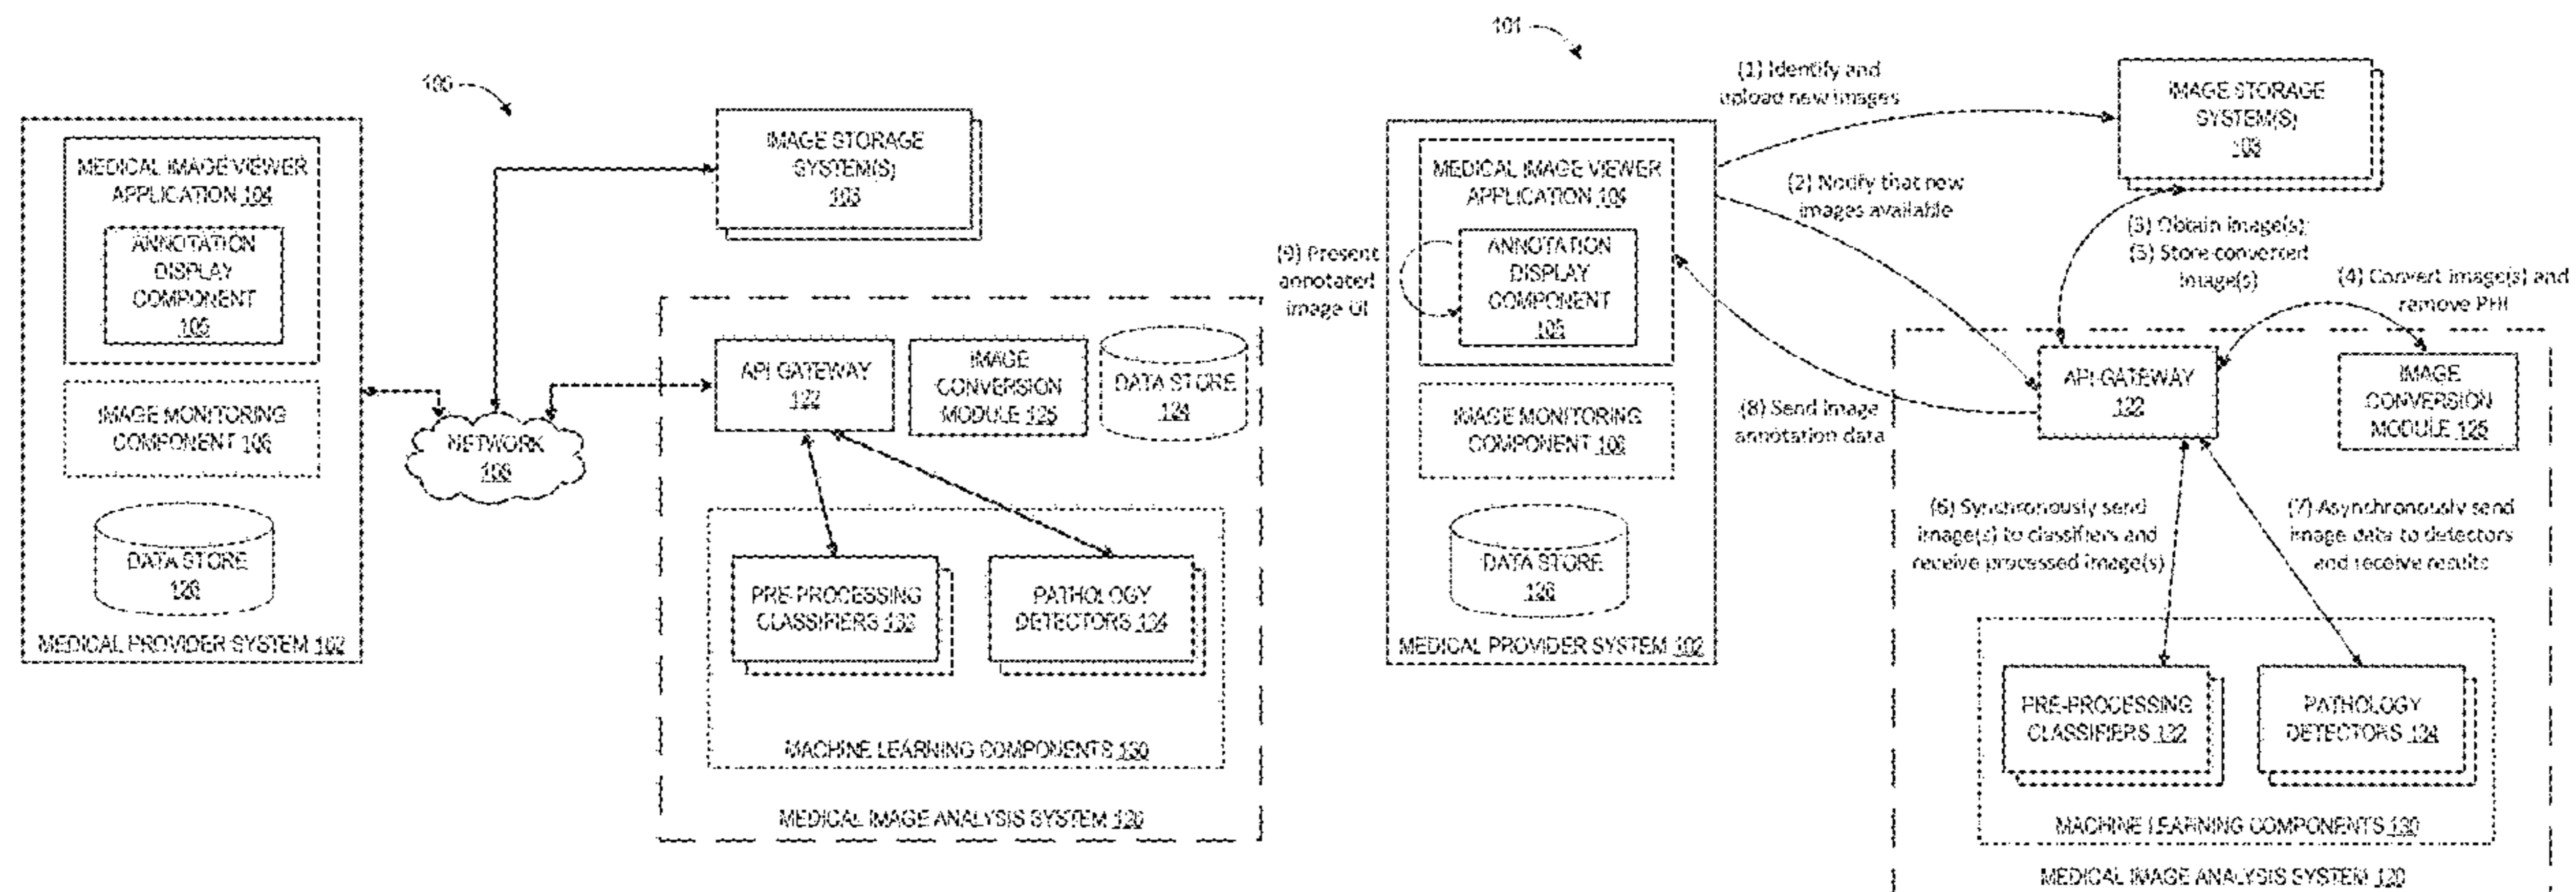 100
MEDICAL IMAGE VIEWER
APPLICATION 104
ANNOTATION
DISPLAY
COMPONENT
105
IMAGE MONITORING
COMPONENT 106
DATA STORE
126
MEDICAL PROVIDER SYSTEM 102
NETWORK
108
IMAGE STORAGE
SYSTEM(S)
103
API GATEWAY
122
IMAGE
CONVERSION
MODULE 125
DATA STORE
124
PRE-PROCESSING
CLASSIFIERS 132
PATHOLOGY
DETECTORS 134
MACHINE LEARNING COMPONENTS 130
MEDICAL IMAGE ANALYSIS SYSTEM 120
101
MEDICAL IMAGE VIEWER
APPLICATION 104
ANNOTATION
DISPLAY
COMPONENT
105
(9) Present
annotated
image UI
IMAGE MONITORING
COMPONENT 106
DATA STORE
126
MEDICAL PROVIDER SYSTEM 102
(1) Identify and
upload new images
(2) Notify that new
images available
IMAGE STORAGE
SYSTEM(S)
103
(3) Obtain image(s);
(5) Store converted
image(s)
(4) Convert image(s) and
remove PHI
(8) Send image
annotation data
API GATEWAY
122
IMAGE
CONVERSION
MODULE 125
(6) Synchronously send
image(s) to classifiers and
receive processed image(s)
(7) Asynchronously send
image data to detectors
and receive results
PRE-PROCESSING
CLASSIFIERS 132
PATHOLOGY
DETECTORS 134
MACHINE LEARNING COMPONENTS 130
MEDICAL IMAGE ANALYSIS SYSTEM 120